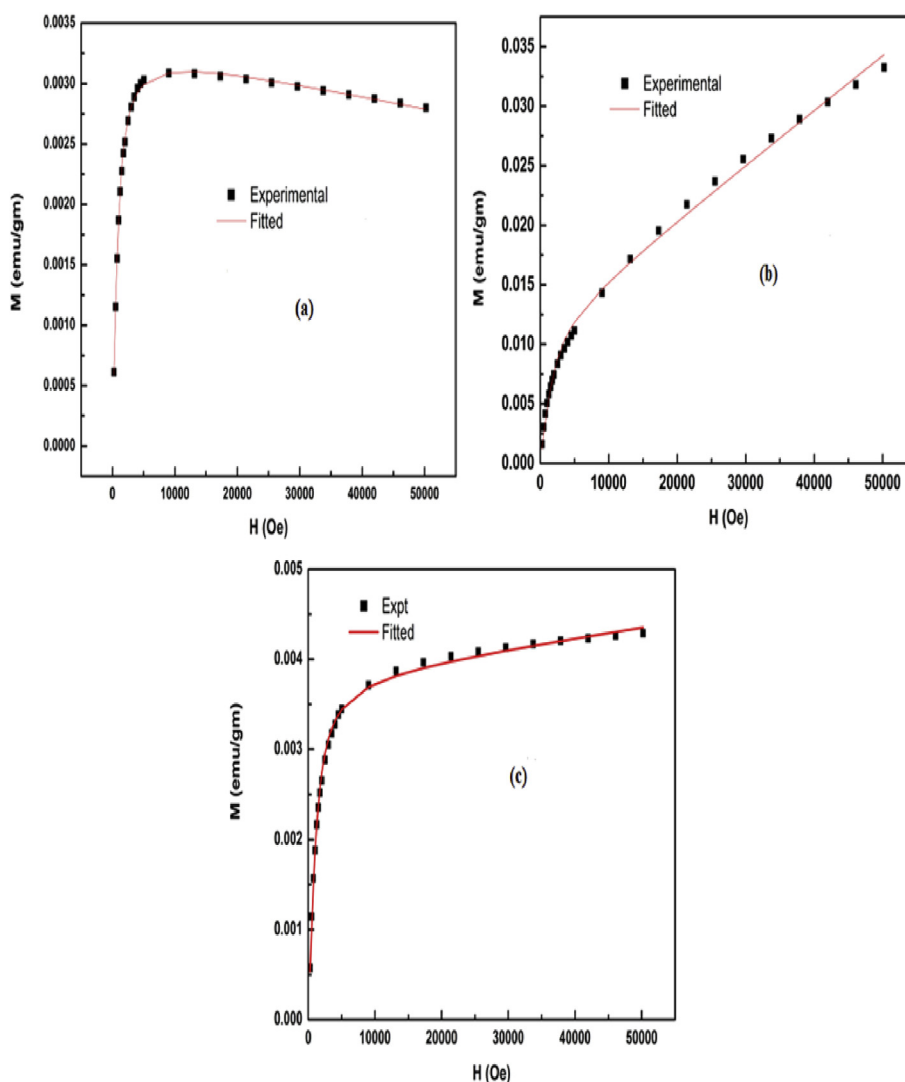 0.0035
0.0030
0.0025
0.0020
0.0015
0.0010
0.0005
0.0000
M (emu/gm)
Experimental
Fitted
(a)
0 10000 20000 30000 40000 50000
H (Oe)
0.035
0.030
0.025
0.020
0.015
0.010
0.005
0.000
M (emu/gm)
Experimental
Fitted
(b)
0 10000 20000 30000 40000 50000
H (Oe)
0.005
0.004
0.003
0.002
0.001
0.000
M (emu/gm)
Expt
Fitted
(c)
0 10000 20000 30000 40000 50000
H (Oe)